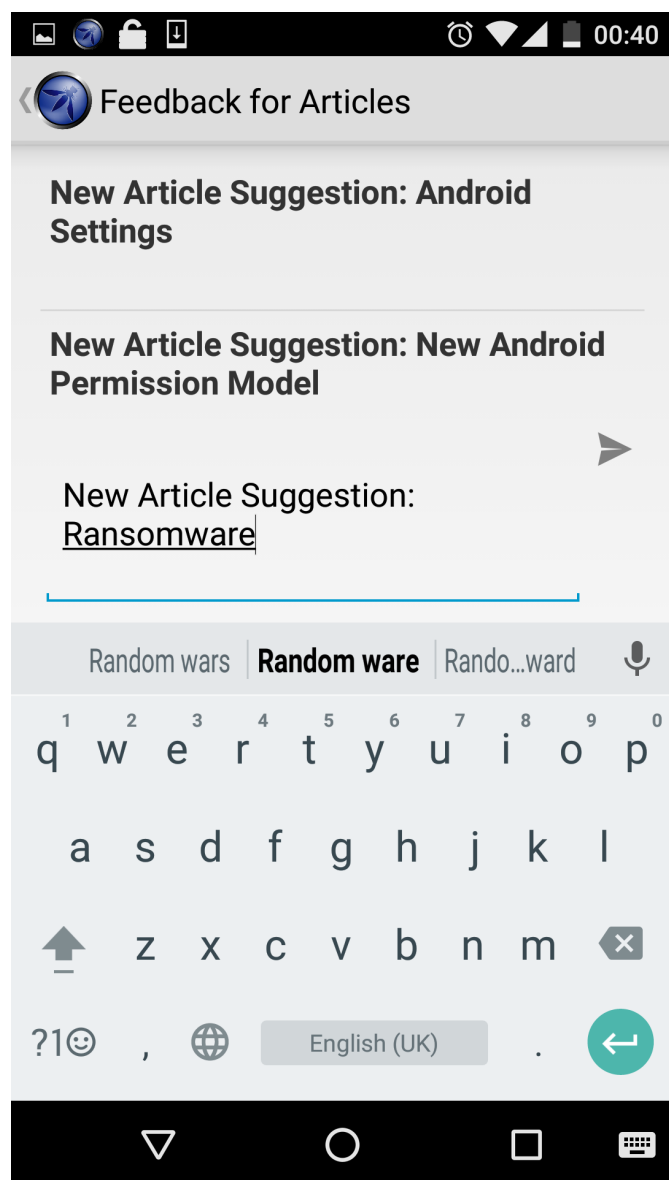 00:40
Feedback for Articles
New Article Suggestion: Android
Settings
New Article Suggestion: New Android
Permission Model
New Article Suggestion:
Ransomware
Random wars Random ware Rando...ward
1 2 3 4 5 6 7 8 9 0
q w e r t y u i o p
a s d f g h j k l
z x c v b n m
?1☺ , English (UK) .